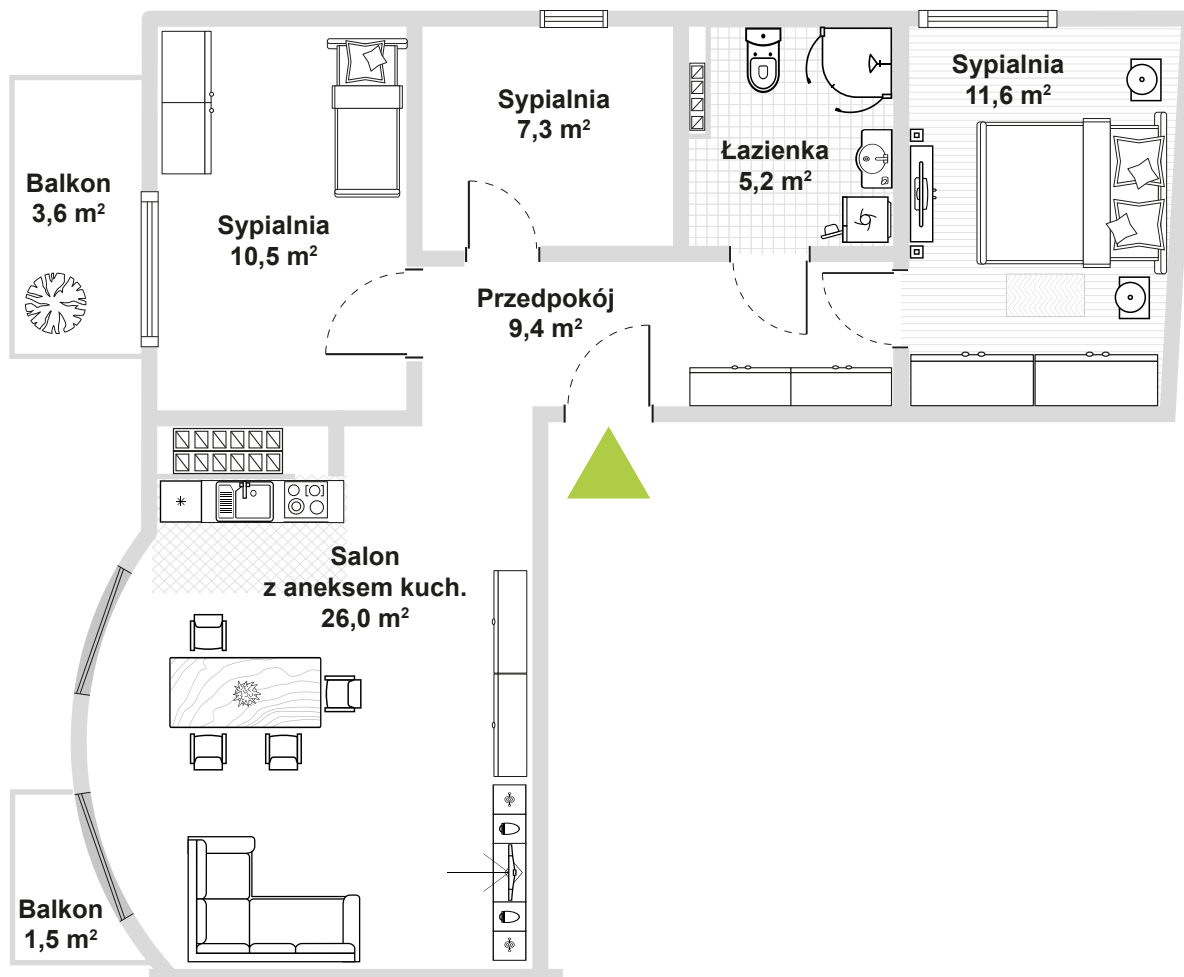 Sypialnia
11,6 m²
Sypialnia
7,3 m²
Łazienka
5,2 m²
Balkon
3,6 m²
Sypialnia
10,5 m²
Przedpokój
9,4 m²
Salon
z aneksem kuch.
26,0 m²
Balkon
1,5 m²